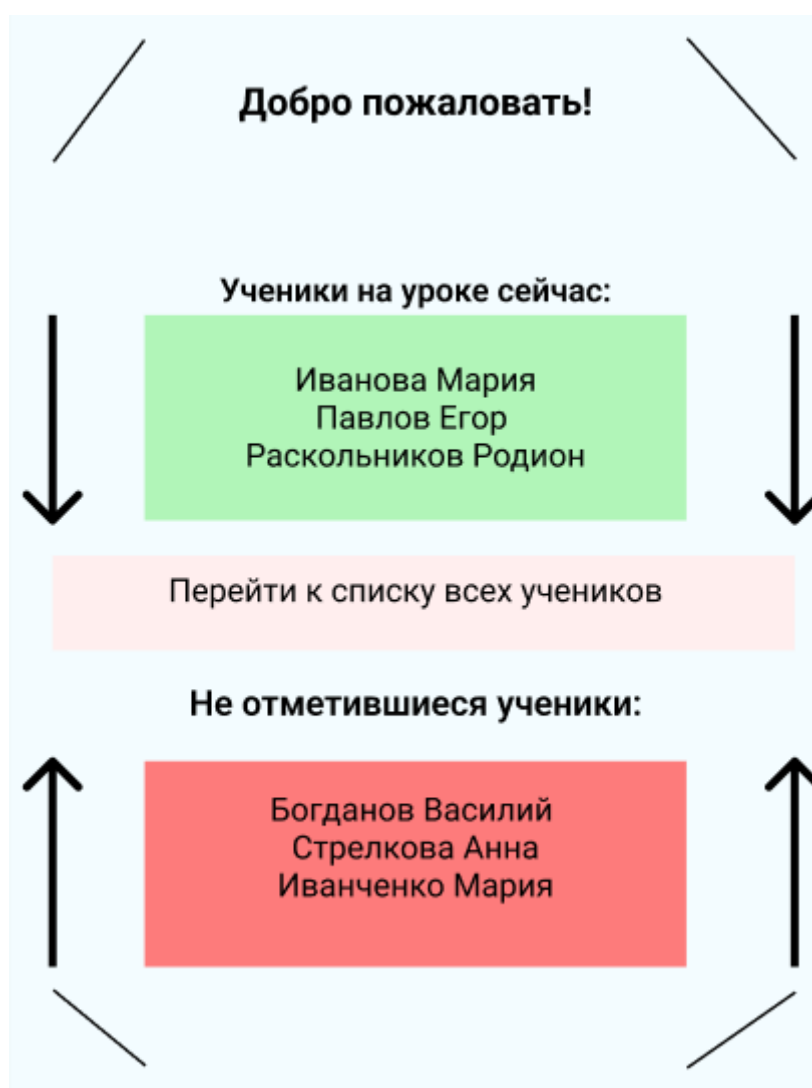 Добро пожаловать!
Ученики на уроке сейчас:
Иванова Мария
Павлов Егор
Раскольников Родион
Перейти к списку всех учеников
Не отметившиеся ученики:
Богданов Василий
Стрелкова Анна
Иванченко Мария